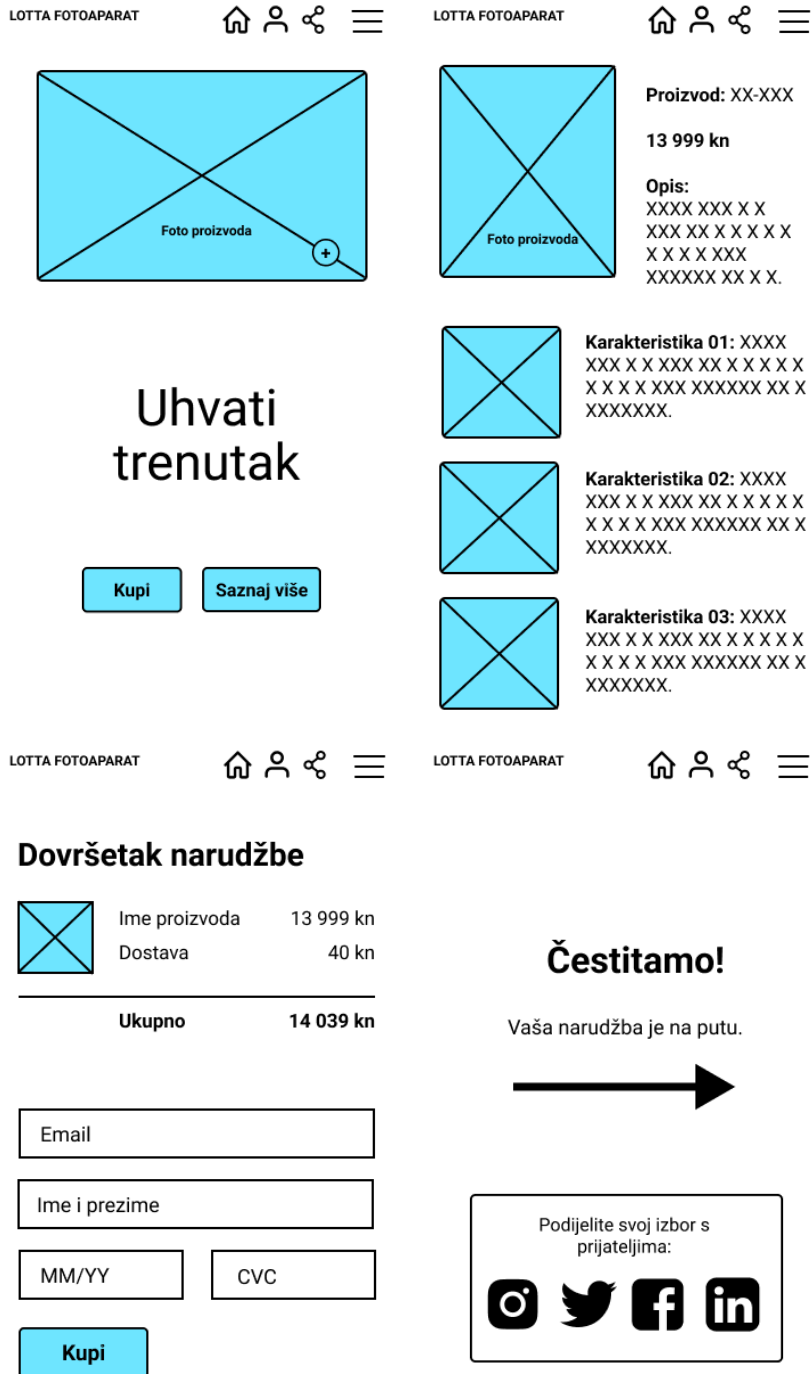 LOTTA FOTOAPARAT
Foto proizvoda
+
Uhvati
trenutak
Kupi
Saznaj više
LOTTA FOTOAPARAT
Foto proizvoda
Proizvod: XX-XXX
13 999 kn
Opis:
XXXX XXX X X
XXX XX X X X X X
X X X X XXX
XXXXXX XX X X.
Karakteristika 01: XXXX
XXX X X XXX XX X X X X X
X X X X XXX XXXXXX XX X
XXXXXXX.
Karakteristika 02: XXXX
XXX X X XXX XX X X X X X
X X X X XXX XXXXXX XX X
XXXXXXX.
Karakteristika 03: XXXX
XXX X X XXX XX X X X X X
X X X X XXX XXXXXX XX X
XXXXXXX.
LOTTA FOTOAPARAT
Dovršetak narudžbe
Ime proizvoda 13 999 kn
Dostava 40 kn
Ukupno 14 039 kn
Email
Ime i prezime
MM/YY CVC
Kupi
LOTTA FOTOAPARAT
Čestitamo!
Vaša narudžba je na putu.
Podijelite svoj izbor s
prijateljima:
in